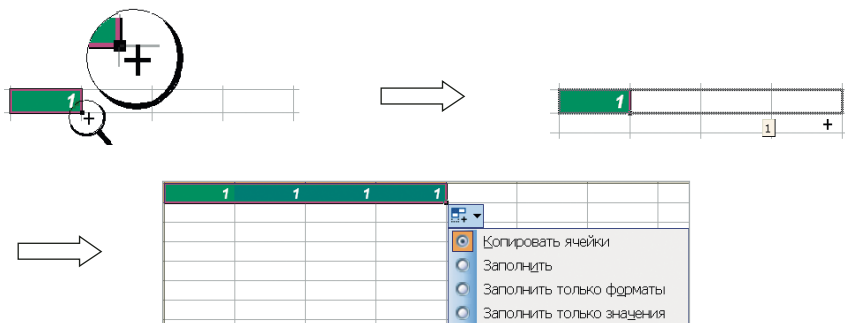 1
1
1
1 1 1 1
Копировать ячейки
Заполнить
Заполнить только форматы
Заполнить только значения